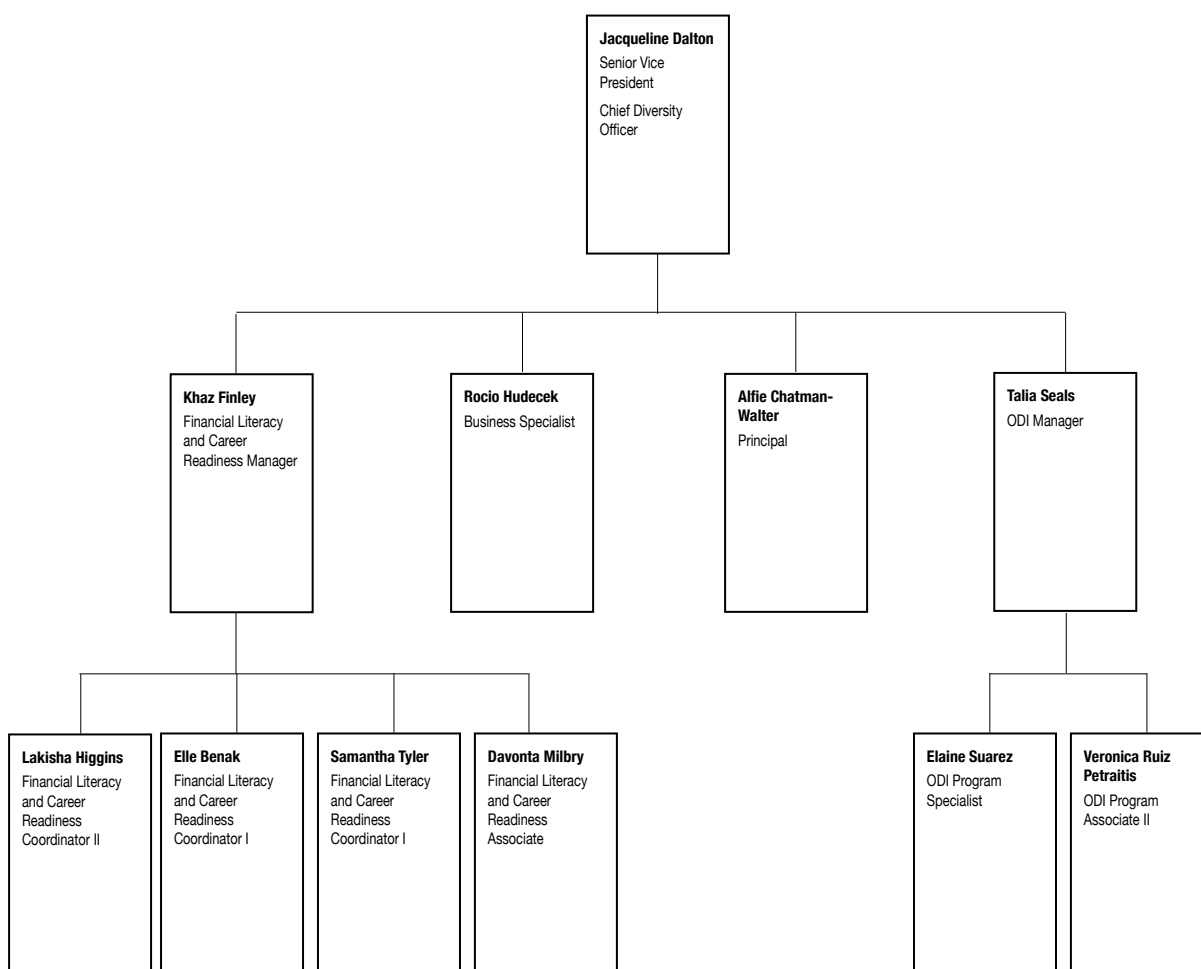 Jacqueline Dalton
Senior Vice
President
Chief Diversity
Officer
Khaz Finley
Financial Literacy
and Career
Readiness Manager
Rocio Hudecek
Business Specialist
Alfie Chatman-
Walter
Principal
Talia Seals
ODI Manager
Lakisha Higgins
Financial Literacy
and Career
Readiness
Coordinator II
Elle Benak
Financial Literacy
and Career
Readiness
Coordinator I
Samantha Tyler
Financial Literacy
and Career
Readiness
Coordinator I
Davonta Milbry
Financial Literacy
and Career
Readiness
Associate
Elaine Suarez
ODI Program
Specialist
Veronica Ruiz
Petraitis
ODI Program
Associate II